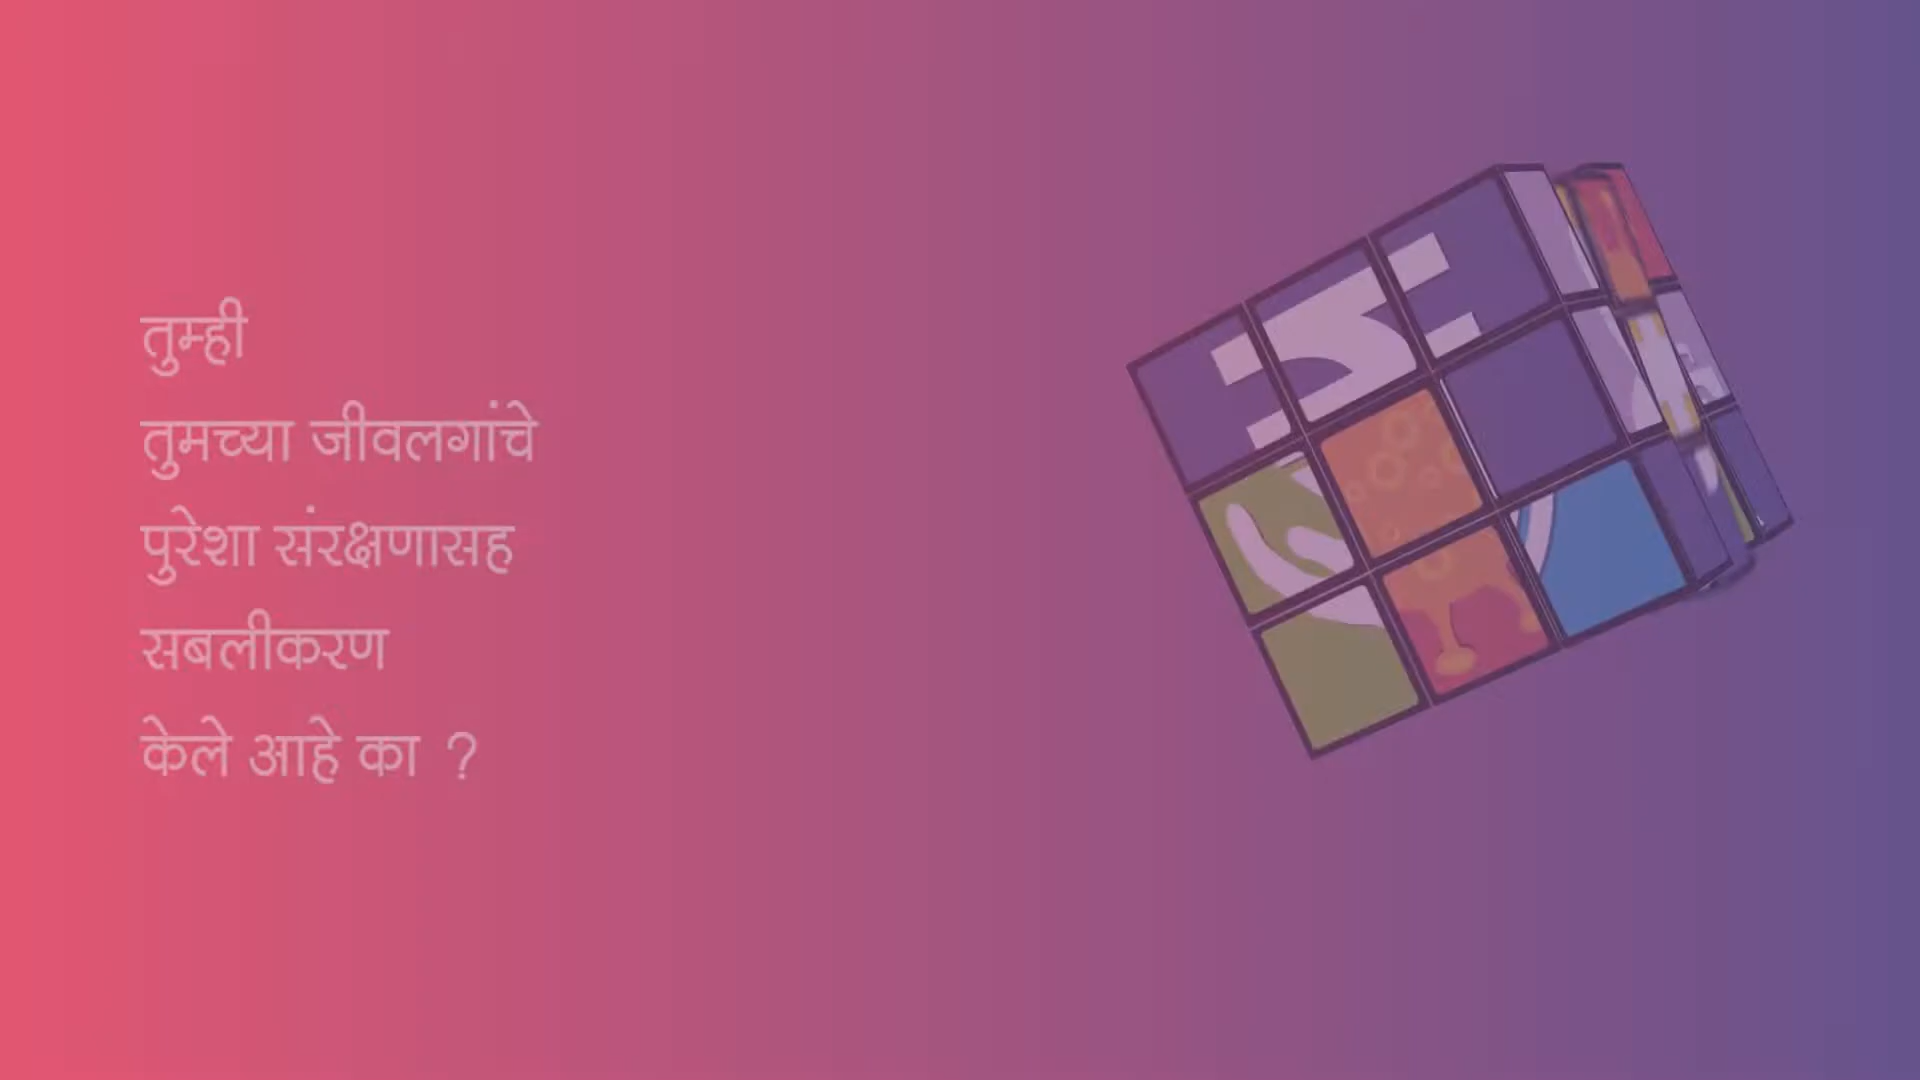 तुम्ही
तुमच्या जीवलगांचे
पुरेशा संरक्षणासह
सबलीकरण
केले आहे का ?